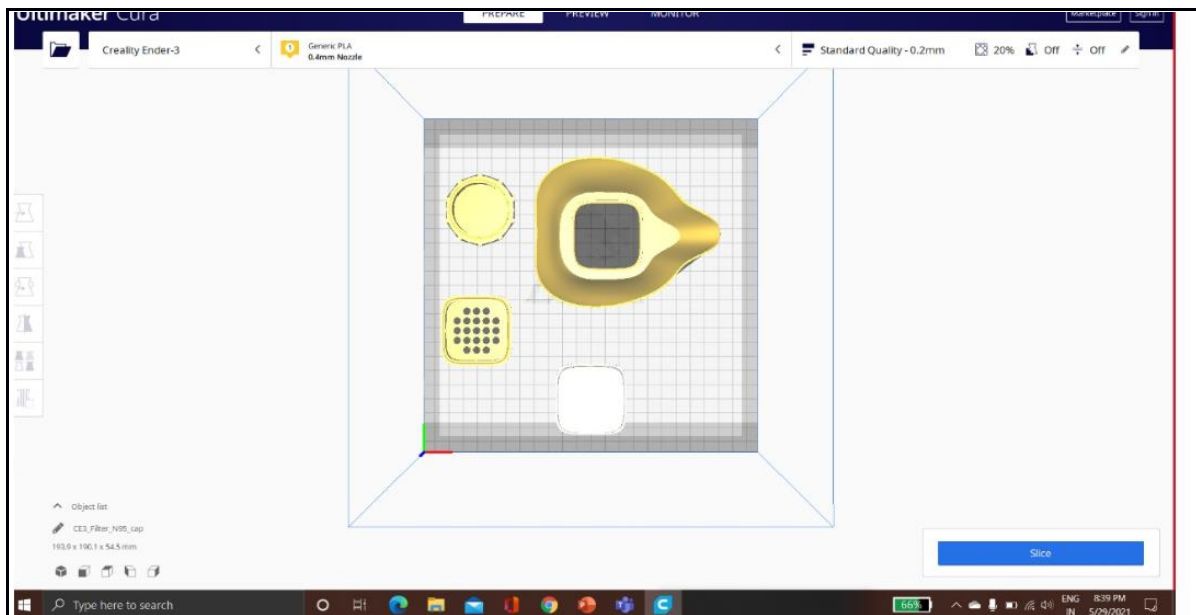 Ultimaker Cura
PREPARE PREVIEW MONITOR
Marketplace Sign in
Creality Ender-3
1
Generic PLA
0.4mm Nozzle
Standard Quality - 0.2mm 20% Off Off
Object list
CE3_Filter_N95_cap
193.9 x 190.1 x 54.5 mm
Slice
Type here to search
66%
ENG 8:39 PM
IN 5/29/2021